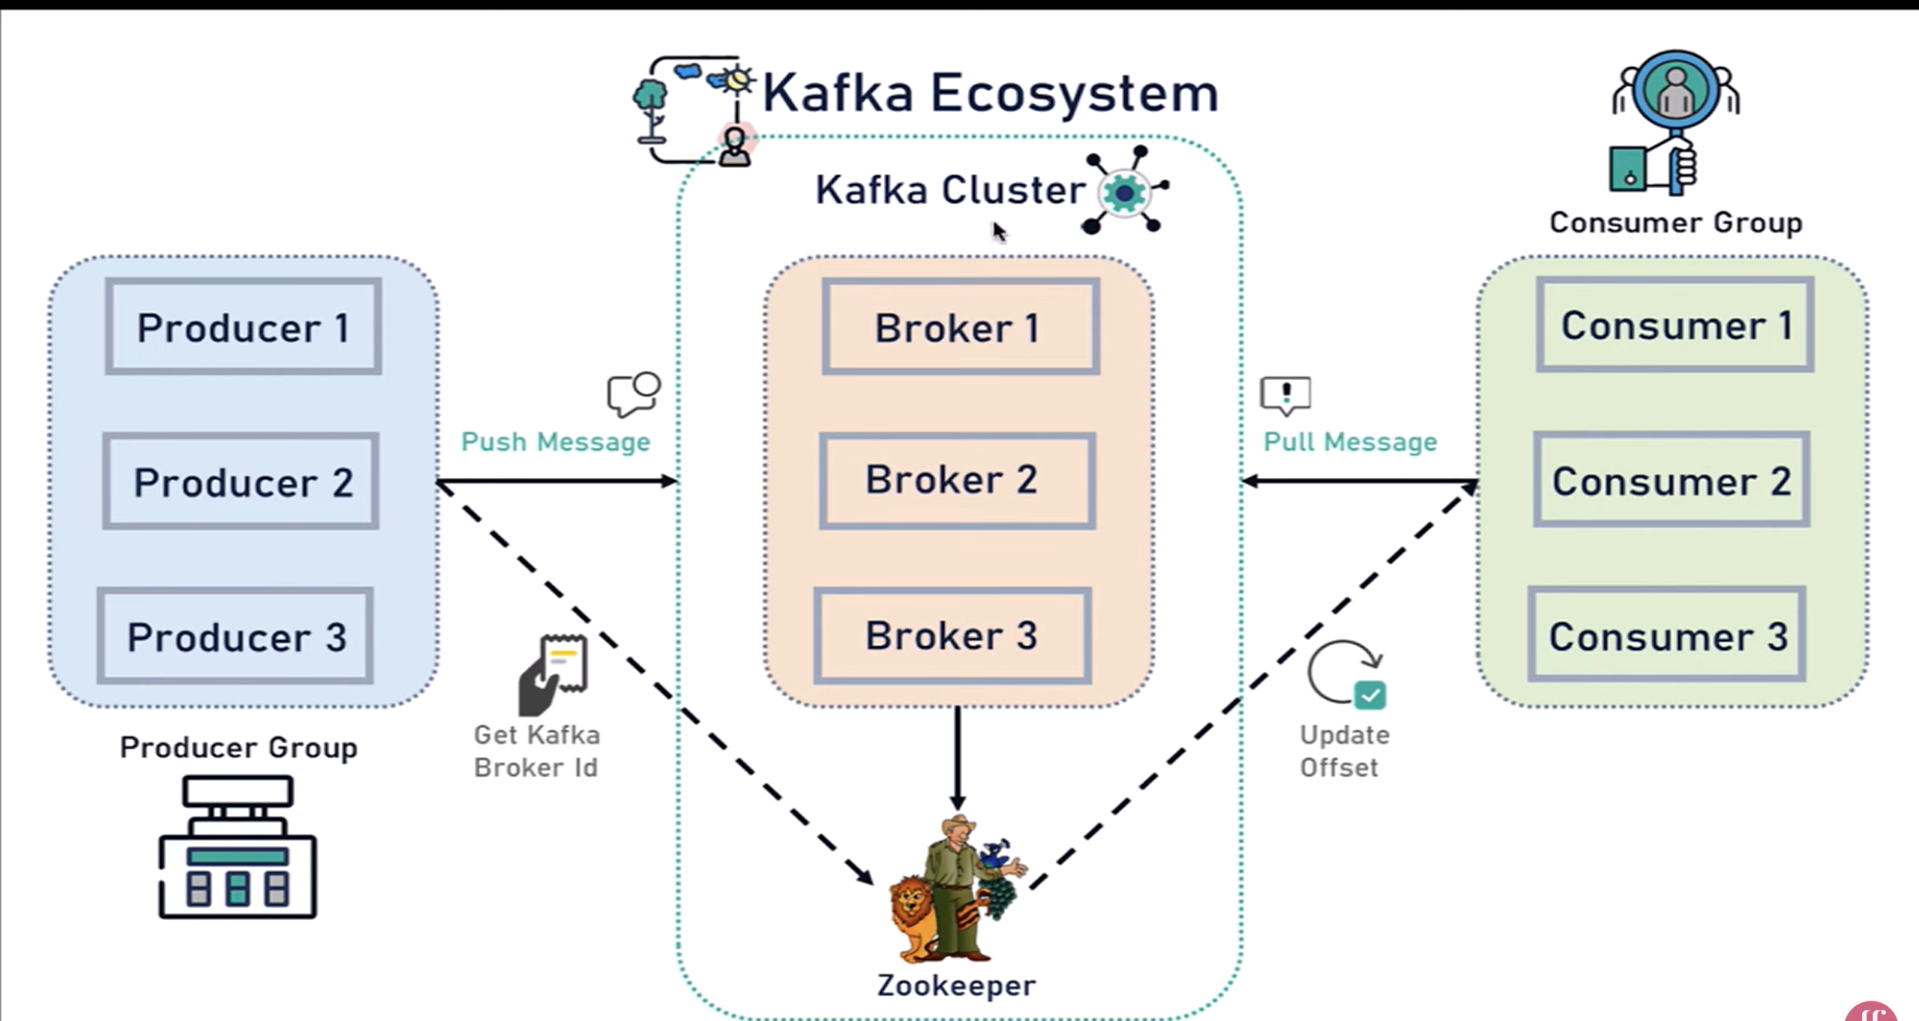 Kafka Ecosystem
Kafka Cluster
Consumer Group
Producer 1
Producer 2
Producer 3
Producer Group
Push Message
Get Kafka
Broker Id
Broker 1
Broker 2
Broker 3
Zookeeper
Pull Message
Update
Offset
Consumer 1
Consumer 2
Consumer 3